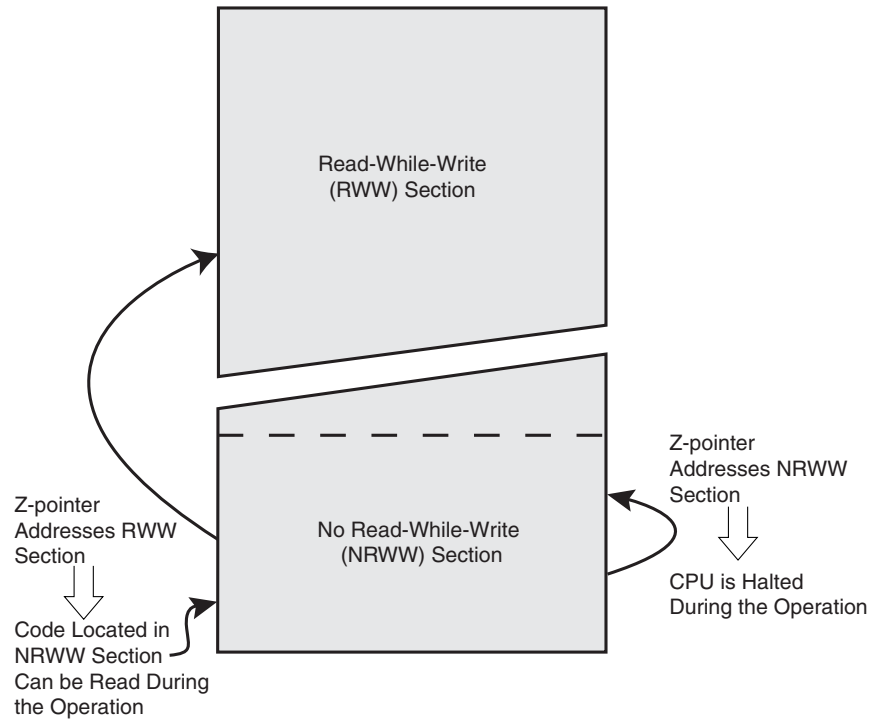 Read-While-Write
(RWW) Section
Z-pointer
Addresses NRWW
Section
Z-pointer
Addresses RWW
Section
No Read-While-Write
(NRWW) Section
CPU is Halted
During the Operation
Code Located in
NRWW Section
Can be Read During
the Operation